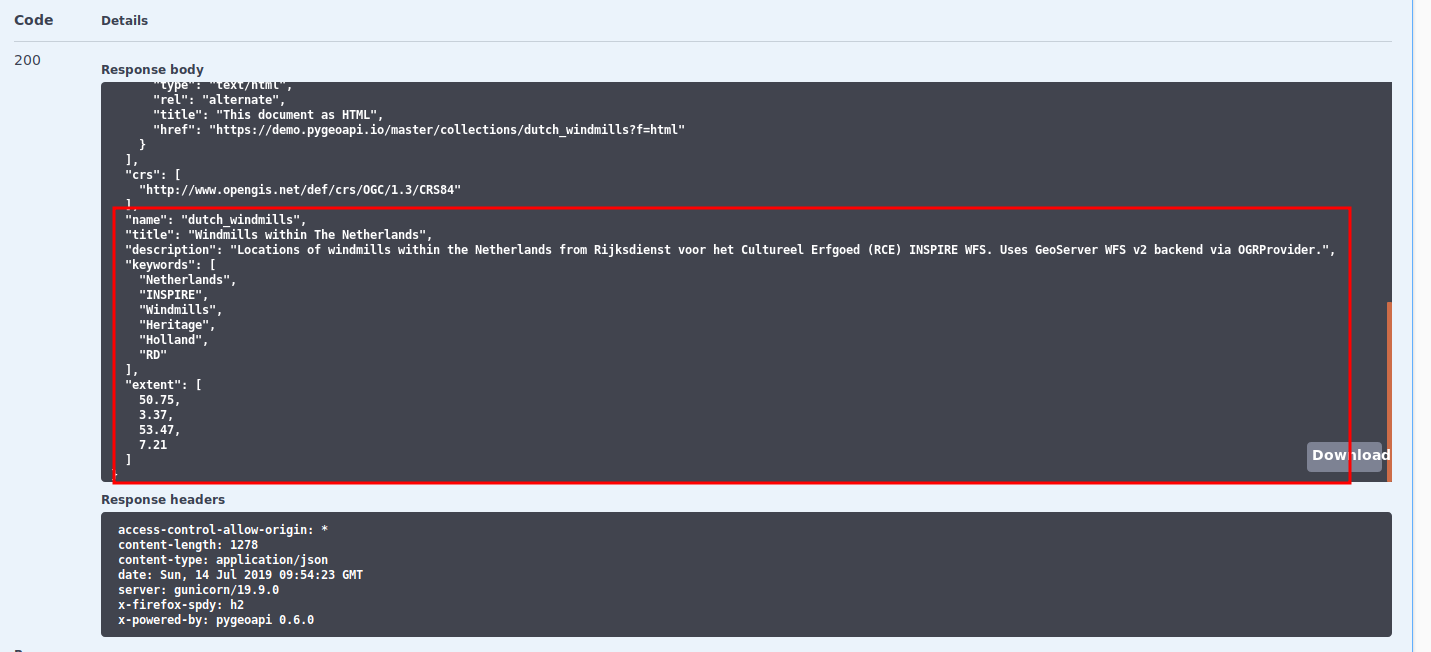 Code Details
200
Response body
"type": "text/html",
"rel": "alternate",
"title": "This document as HTML",
"href": "https://demo.pygeoapi.io/master/collections/dutch_windmills?f=html"
}
],
"crs": [
"http://www.opengis.net/def/crs/OGC/1.3/CRS84"
],
"name": "dutch_windmills",
"title": "Windmills within The Netherlands",
"description": "Locations of windmills within the Netherlands from Rijksdienst voor het Cultureel Erfgoed (RCE) INSPIRE WFS. Uses GeoServer WFS v2 backend via OGRProvider.",
"keywords": [
"Netherlands",
"INSPIRE",
"Windmills",
"Heritage",
"Holland",
"RD"
],
"extent": [
50.75,
3.37,
53.47,
7.21
]
}
Download
Response headers
access-control-allow-origin: *
content-length: 1278
content-type: application/json
date: Sun, 14 Jul 2019 09:54:23 GMT
server: gunicorn/19.9.0
x-firefox-spdy: h2
x-powered-by: pygeoapi 0.6.0